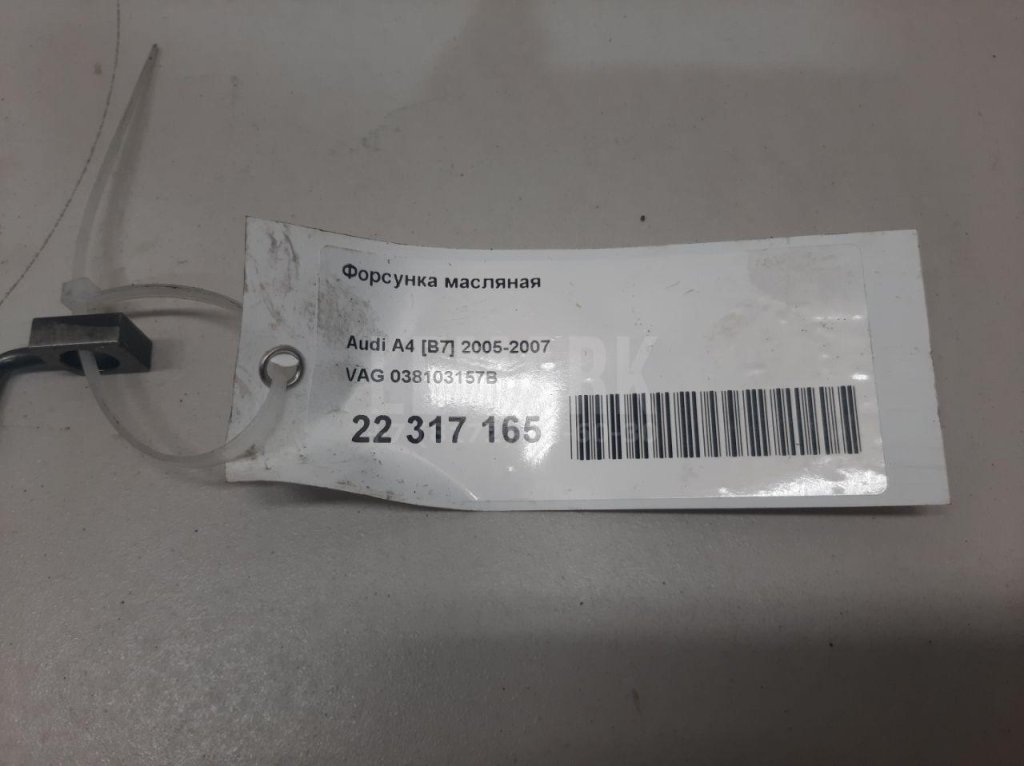 Форсунка масляная
Audi A4 [B7] 2005-2007
VAG 038103157B
22 317 165